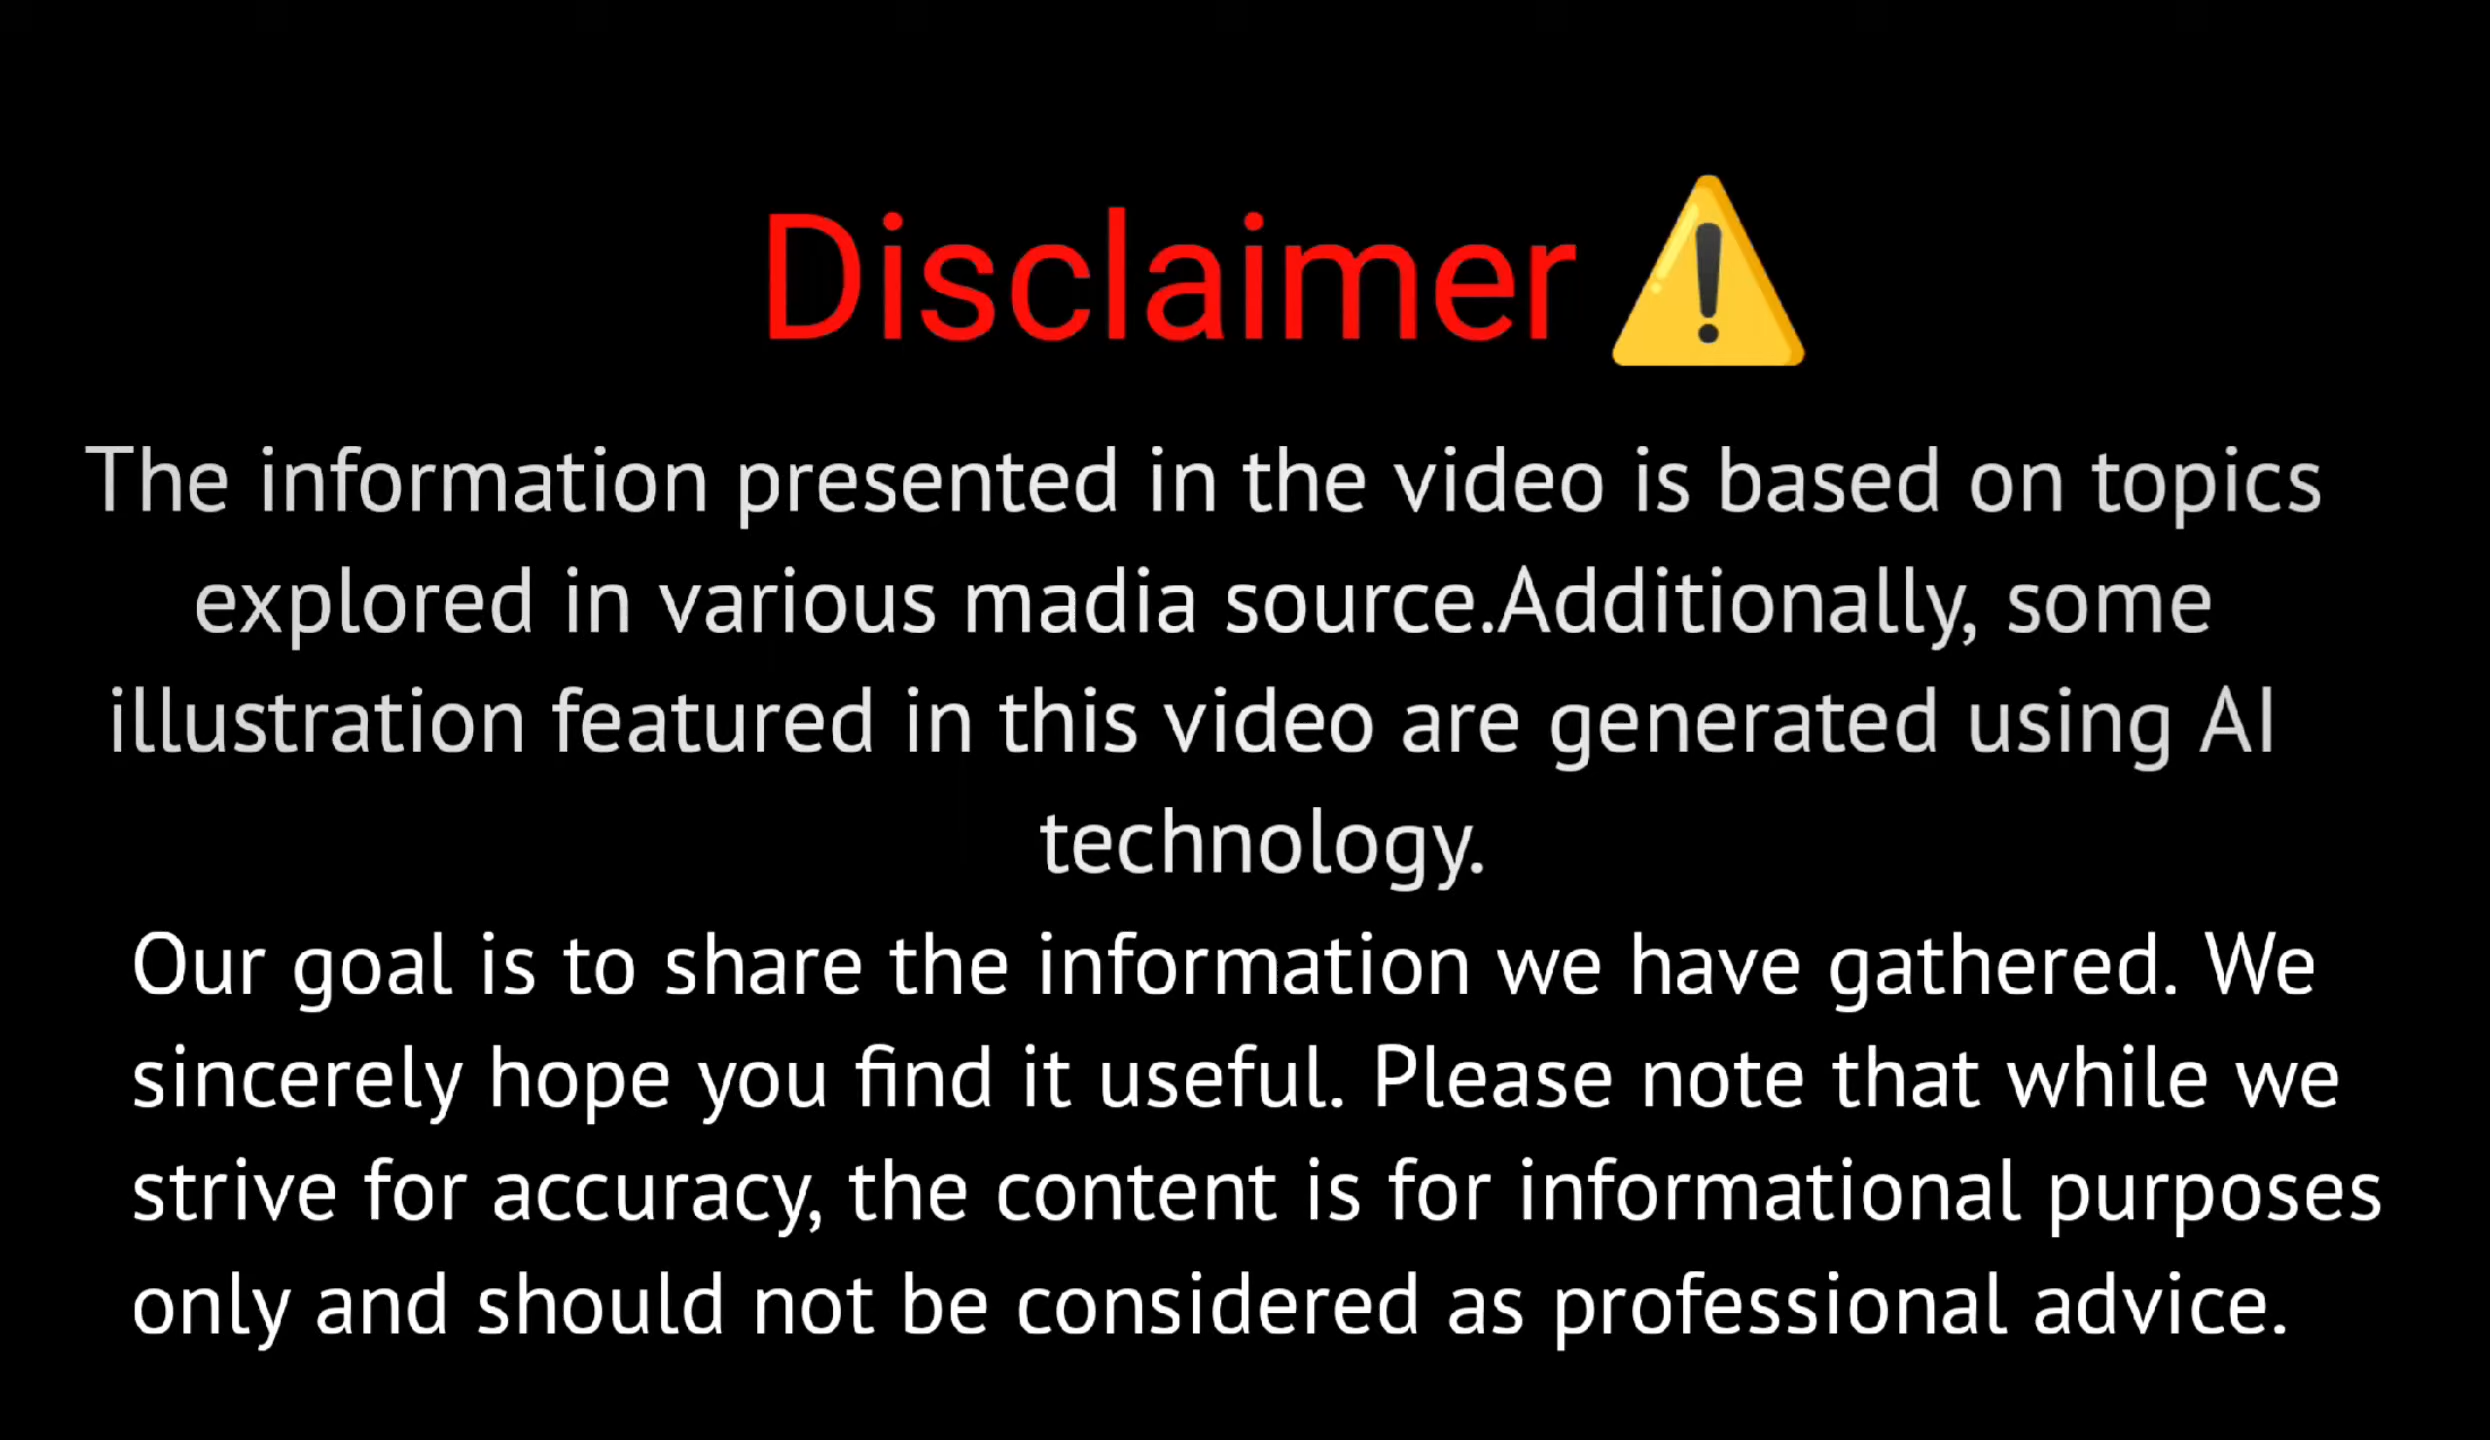 Disclaimer ⚠️
The information presented in the video is based on topics
explored in various madia source.Additionally, some
illustration featured in this video are generated using AI
technology.
Our goal is to share the information we have gathered. We
sincerely hope you find it useful. Please note that while we
strive for accuracy, the content is for informational purposes
only and should not be considered as professional advice.